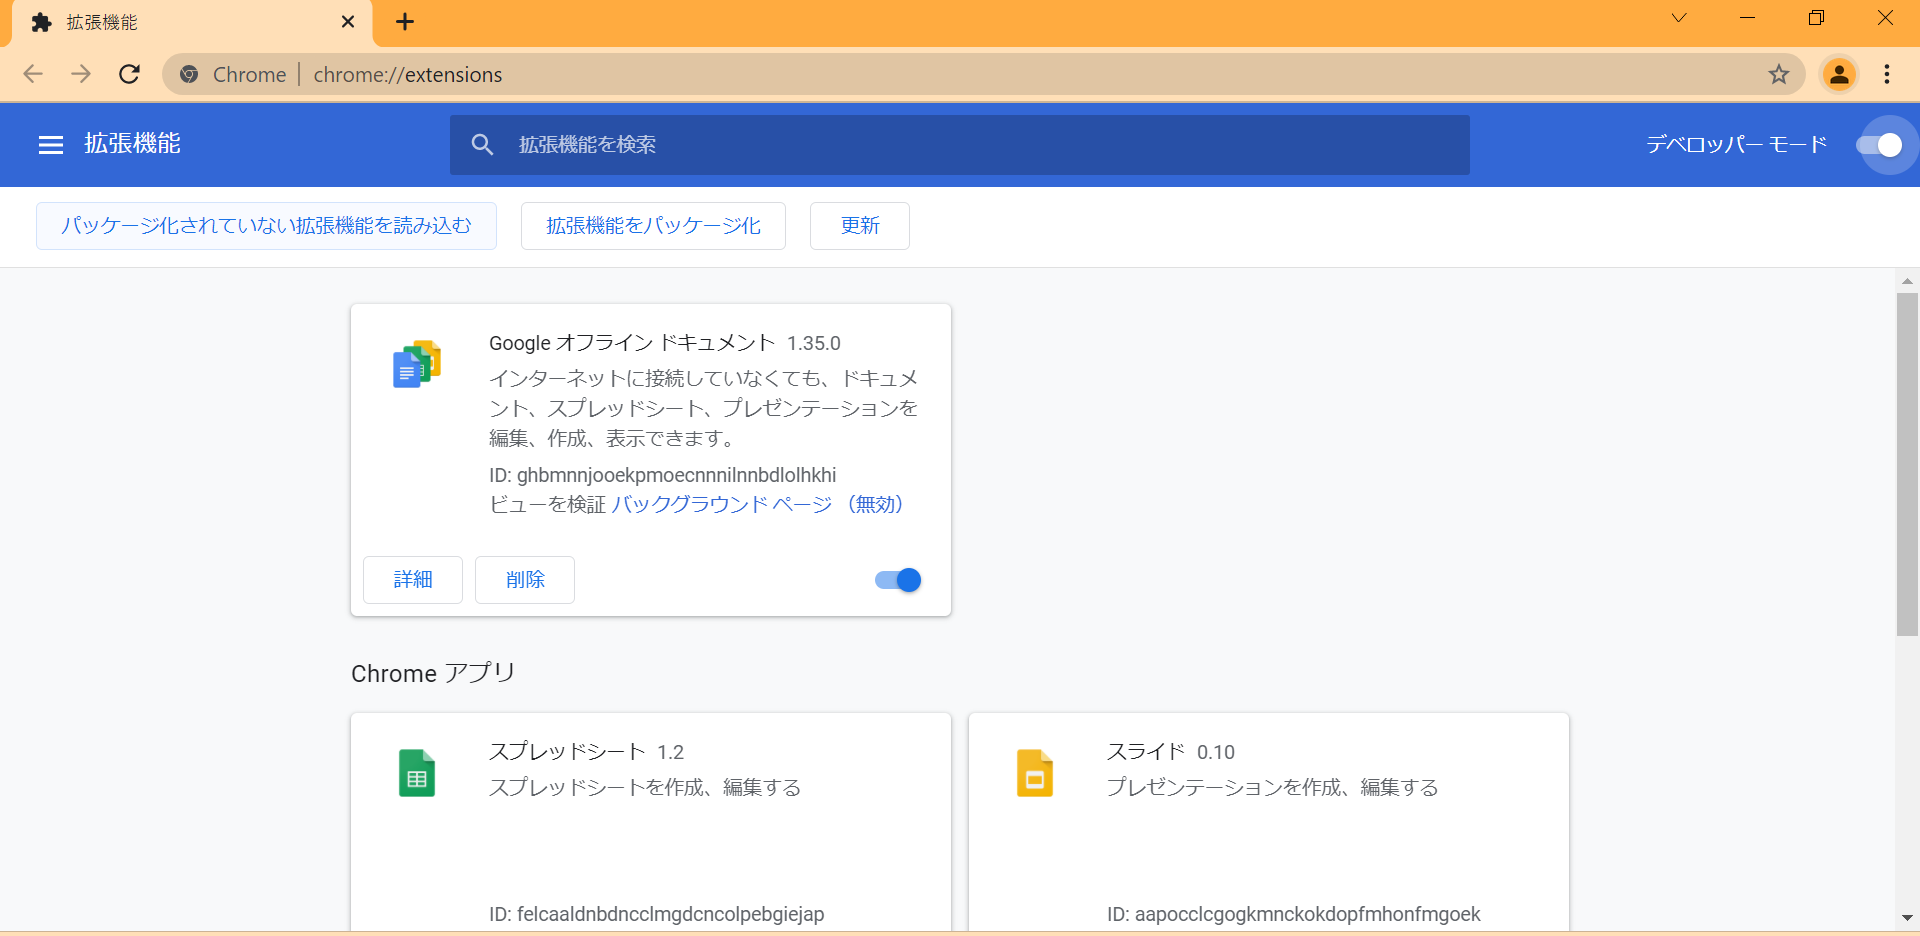 拡張機能
Chrome | chrome://extensions
拡張機能
拡張機能を検索
デベロッパー モード
パッケージ化されていない拡張機能を読み込む
拡張機能をパッケージ化
更新
Google オフライン ドキュメント 1.35.0
インターネットに接続していなくても、ドキュメ
ント、スプレッドシート、プレゼンテーションを
編集、作成、表示できます。
ID: ghbmnnjooekpmoecnnnilnnbdlolhkhi
ビューを検証 バックグラウンド ページ （無効）
詳細
削除
Chrome アプリ
スプレッドシート 1.2
スプレッドシートを作成、編集する
ID: felcaaldnbdncclmgdcncolpebgiejap
スライド 0.10
プレゼンテーションを作成、編集する
ID: aapocclcgogkmnckokdopfmhonfmgoek